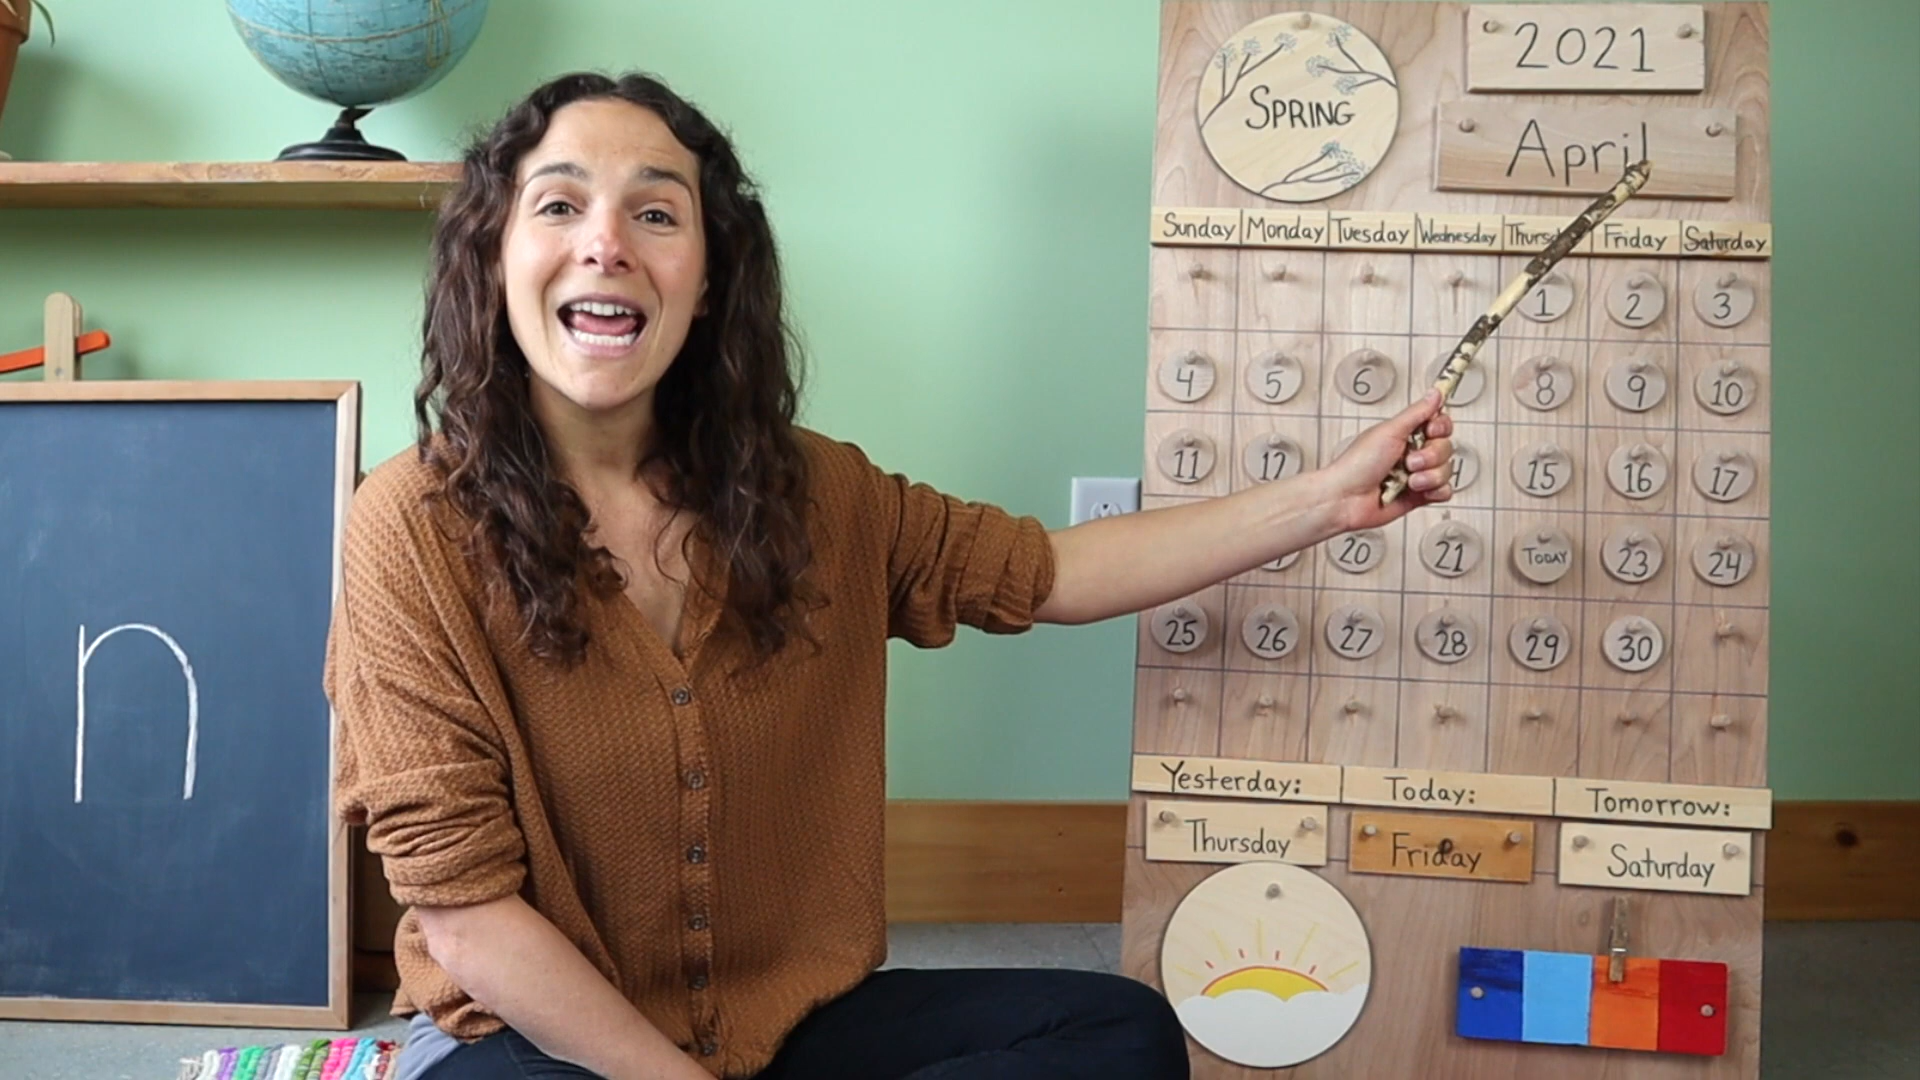 2021
SPRING
April
Sunday Monday Tuesday Wednesday Friday Saturday
1 2 3
4 5 6 8 9 10
11 12 15 16 17
20 21 TODAY 23 24
25 26 27 28 29 30
Yesterday: Today: Tomorrow:
Thursday Friday Saturday
n